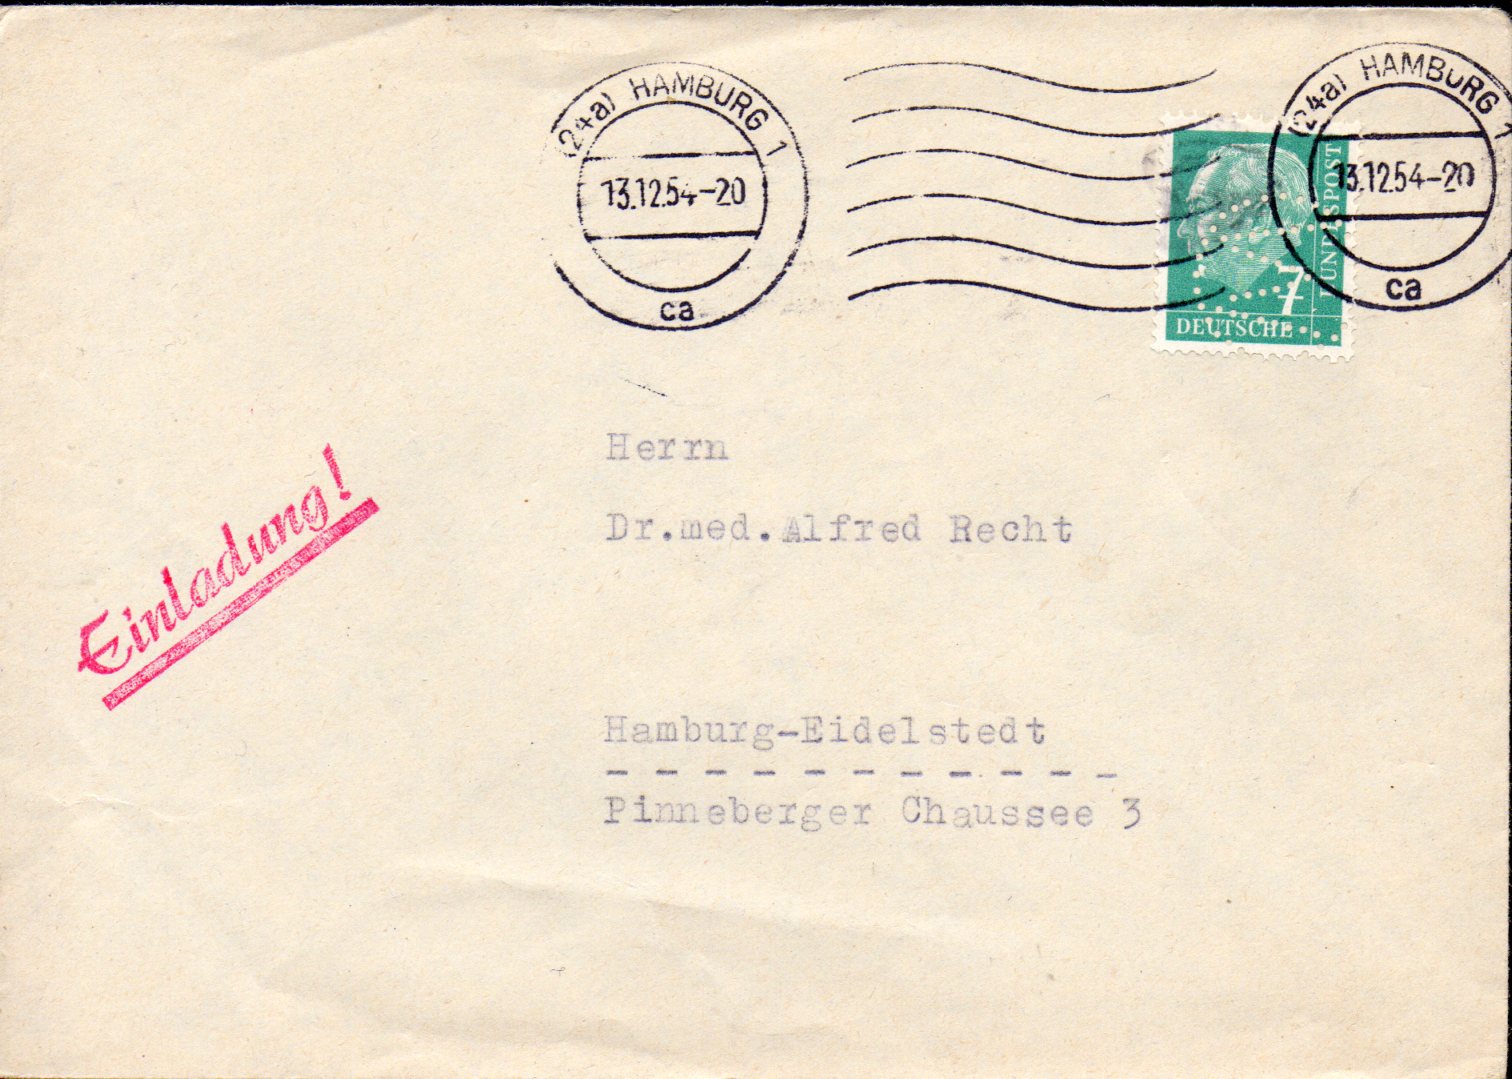 (24a) HAMBURG 1
13.12.54-20
ca
(24a) HAMBURG 1
13.12.54-20
ca
7
DEUTSCHE
BUNDESPOST
Einladung!
Herrn
Dr.med.Alfred Recht
Hamburg-Eidelstedt
- - - - - - - - - - -
Pinneberger Chaussee 3